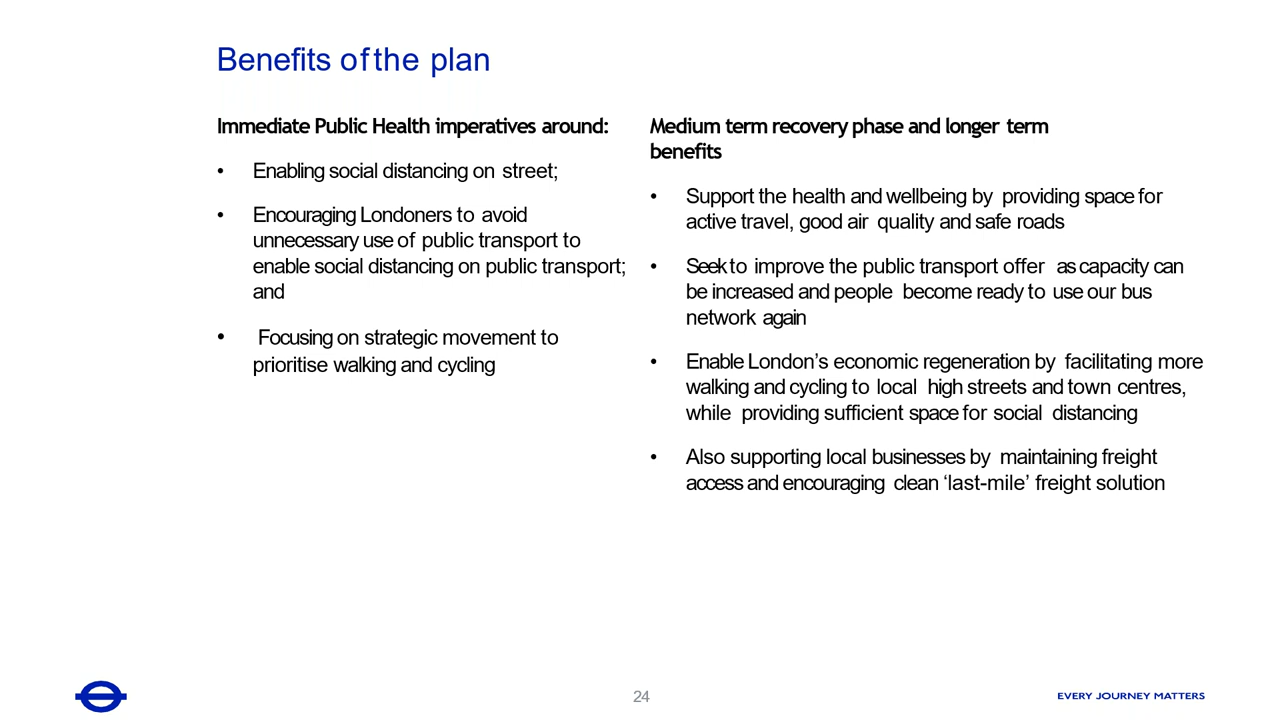 Benefits of the plan
Immediate Public Health imperatives around:
• Enabling social distancing on street;
• Encouraging Londoners to avoid
unnecessary use of public transport to
enable social distancing on public transport;
and
• Focusing on strategic movement to
prioritise walking and cycling
Medium term recovery phase and longer term
benefits
• Support the health and wellbeing by providing space for
active travel, good air quality and safe roads
• Seek to improve the public transport offer as capacity can
be increased and people become ready to use our bus
network again
• Enable London’s economic regeneration by facilitating more
walking and cycling to local high streets and town centres,
while providing sufficient space for social distancing
• Also supporting local businesses by maintaining freight
access and encouraging clean ‘last-mile’ freight solution
24
EVERY JOURNEY MATTERS